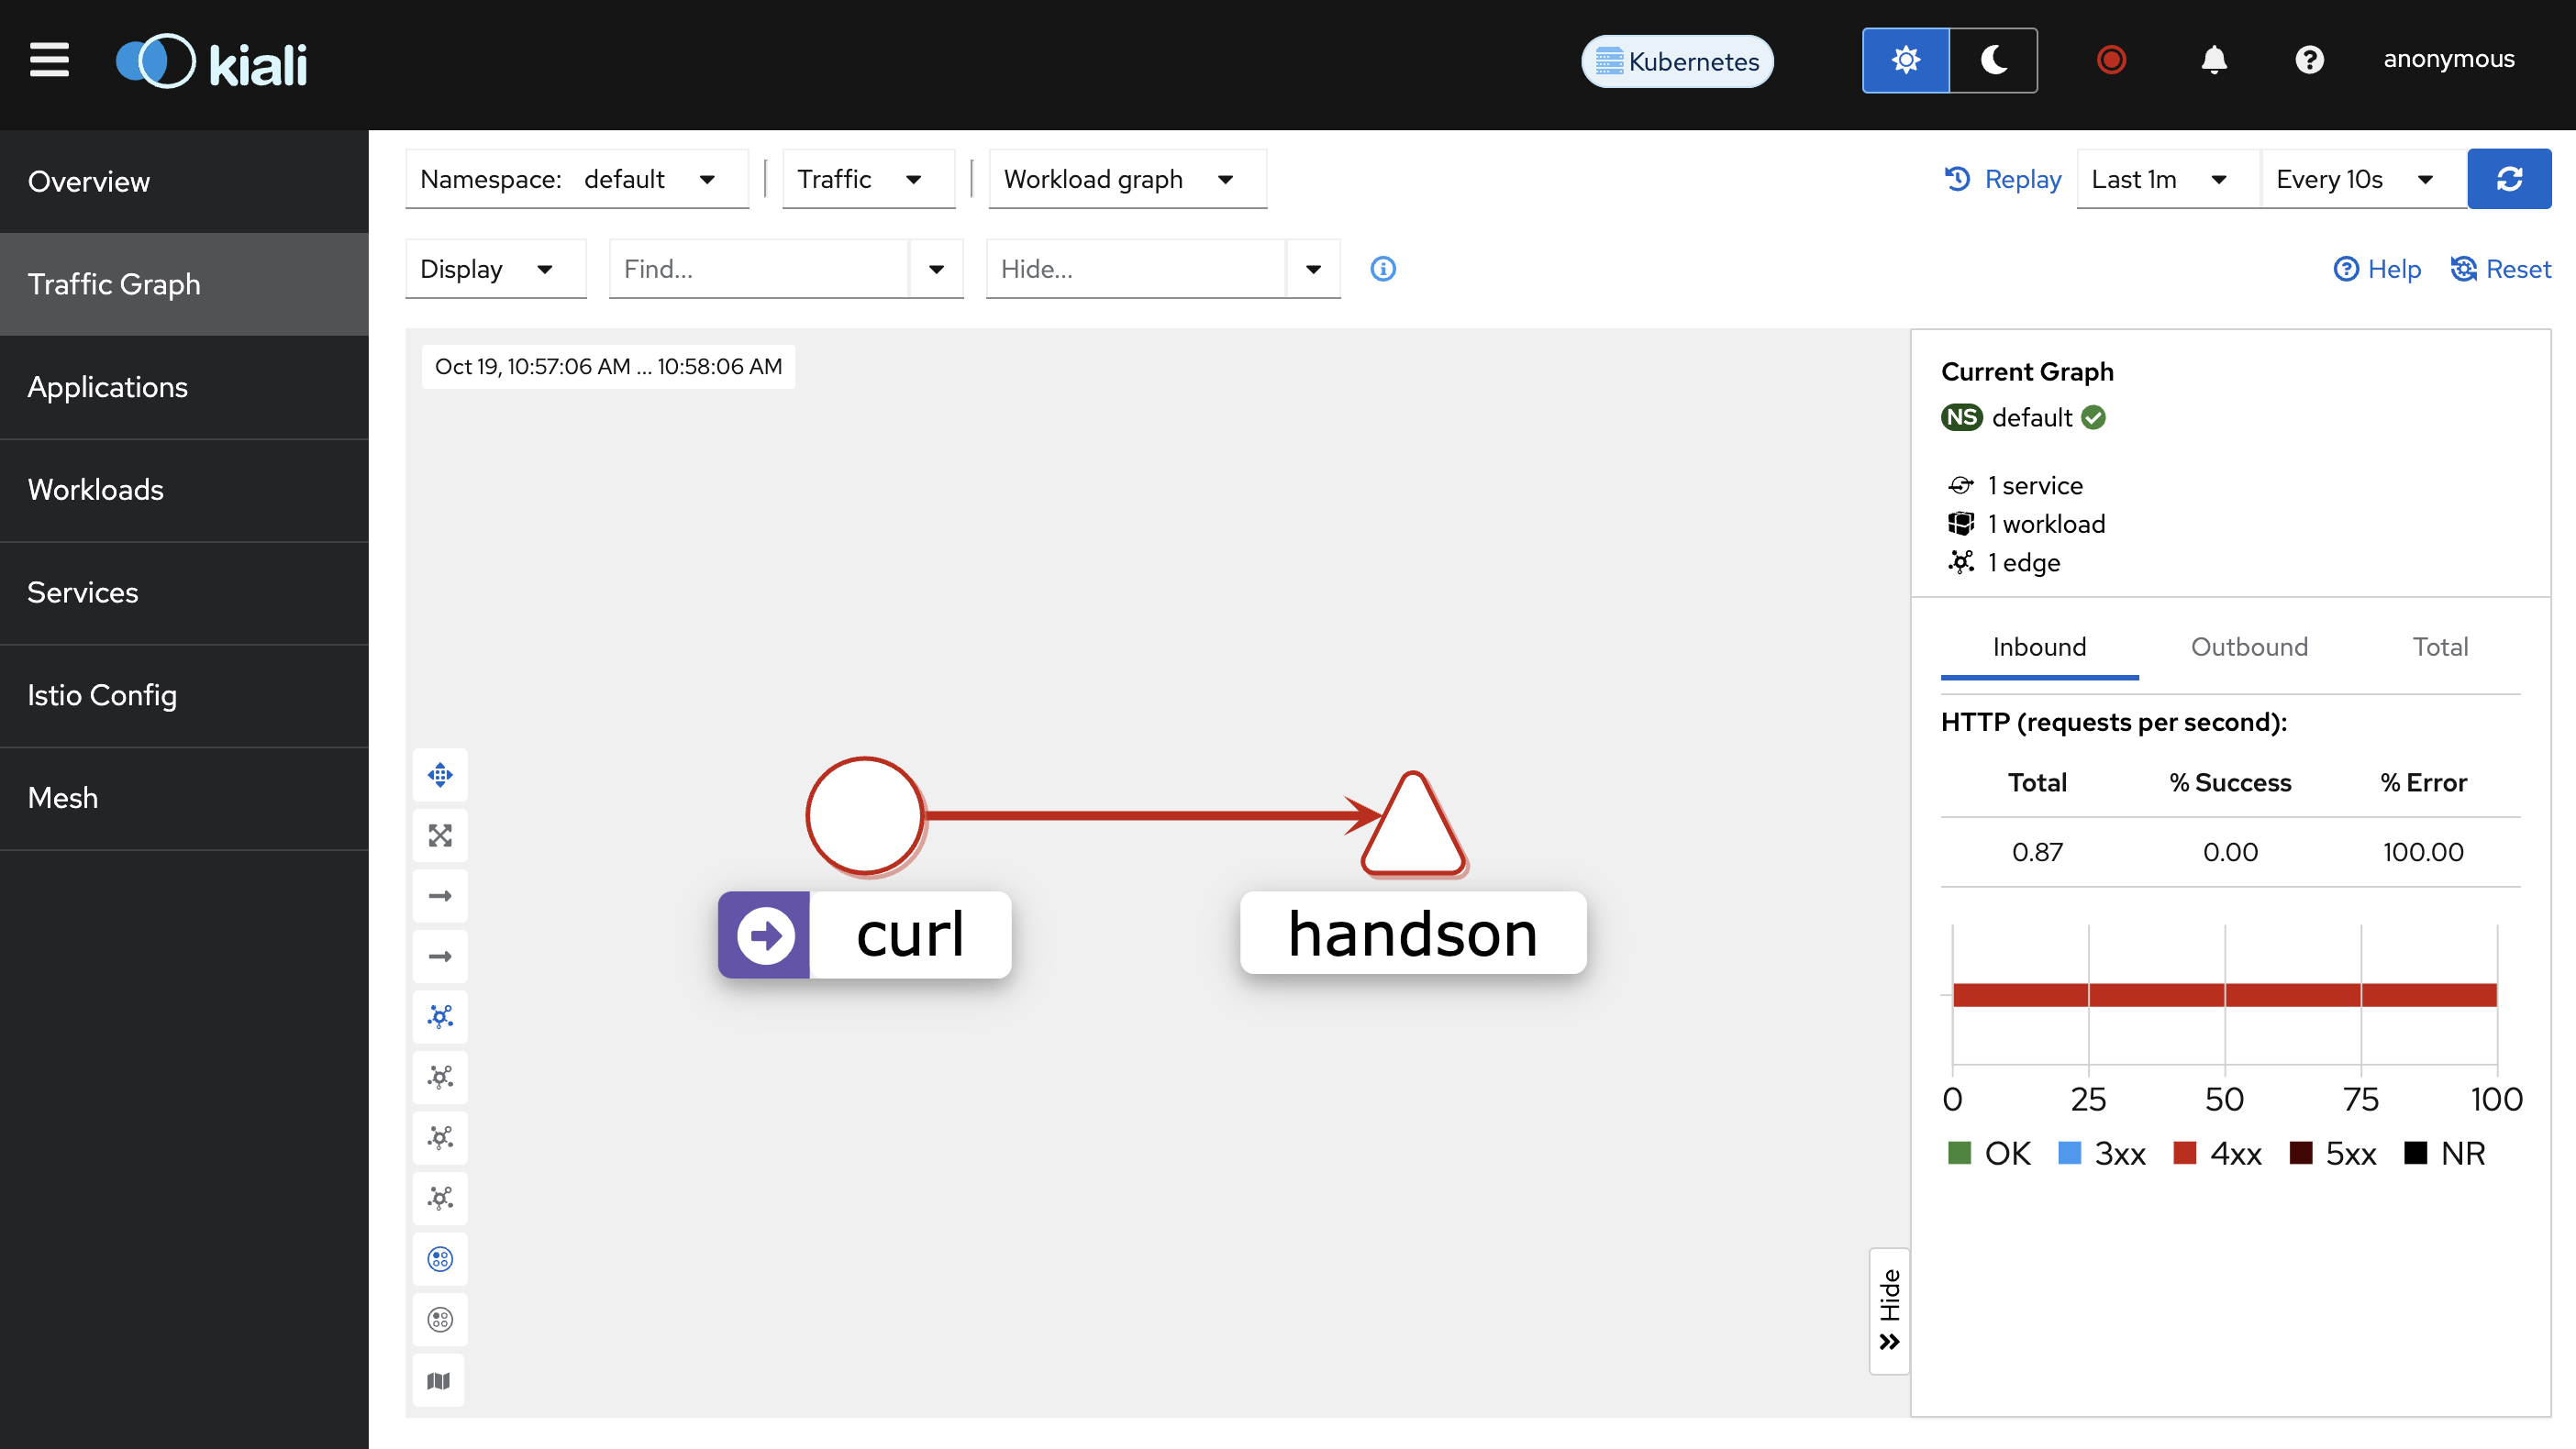 kiali
Kubernetes
anonymous
Overview
Traffic Graph
Applications
Workloads
Services
Istio Config
Mesh
Namespace: default
Traffic
Workload graph
Replay
Last 1m
Every 10s
Display
Find...
Hide...
Help
Reset
Oct 19, 10:57:06 AM ... 10:58:06 AM
curl
handson
Hide
Current Graph
NS default
1 service
1 workload
1 edge
Inbound Outbound Total
HTTP (requests per second):
Total % Success % Error
0.87 0.00 100.00
0 25 50 75 100
OK 3xx 4xx 5xx NR